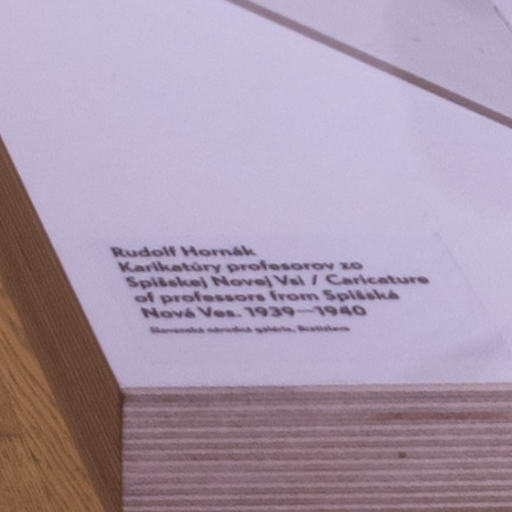 Rudolf Hornák
Karikatúry profesorov zo
Spišskej Novej Vsi / Caricature
of professors from Spišská
Nová Ves. 1939—1940
Slovenská národná galéria, Bratislava